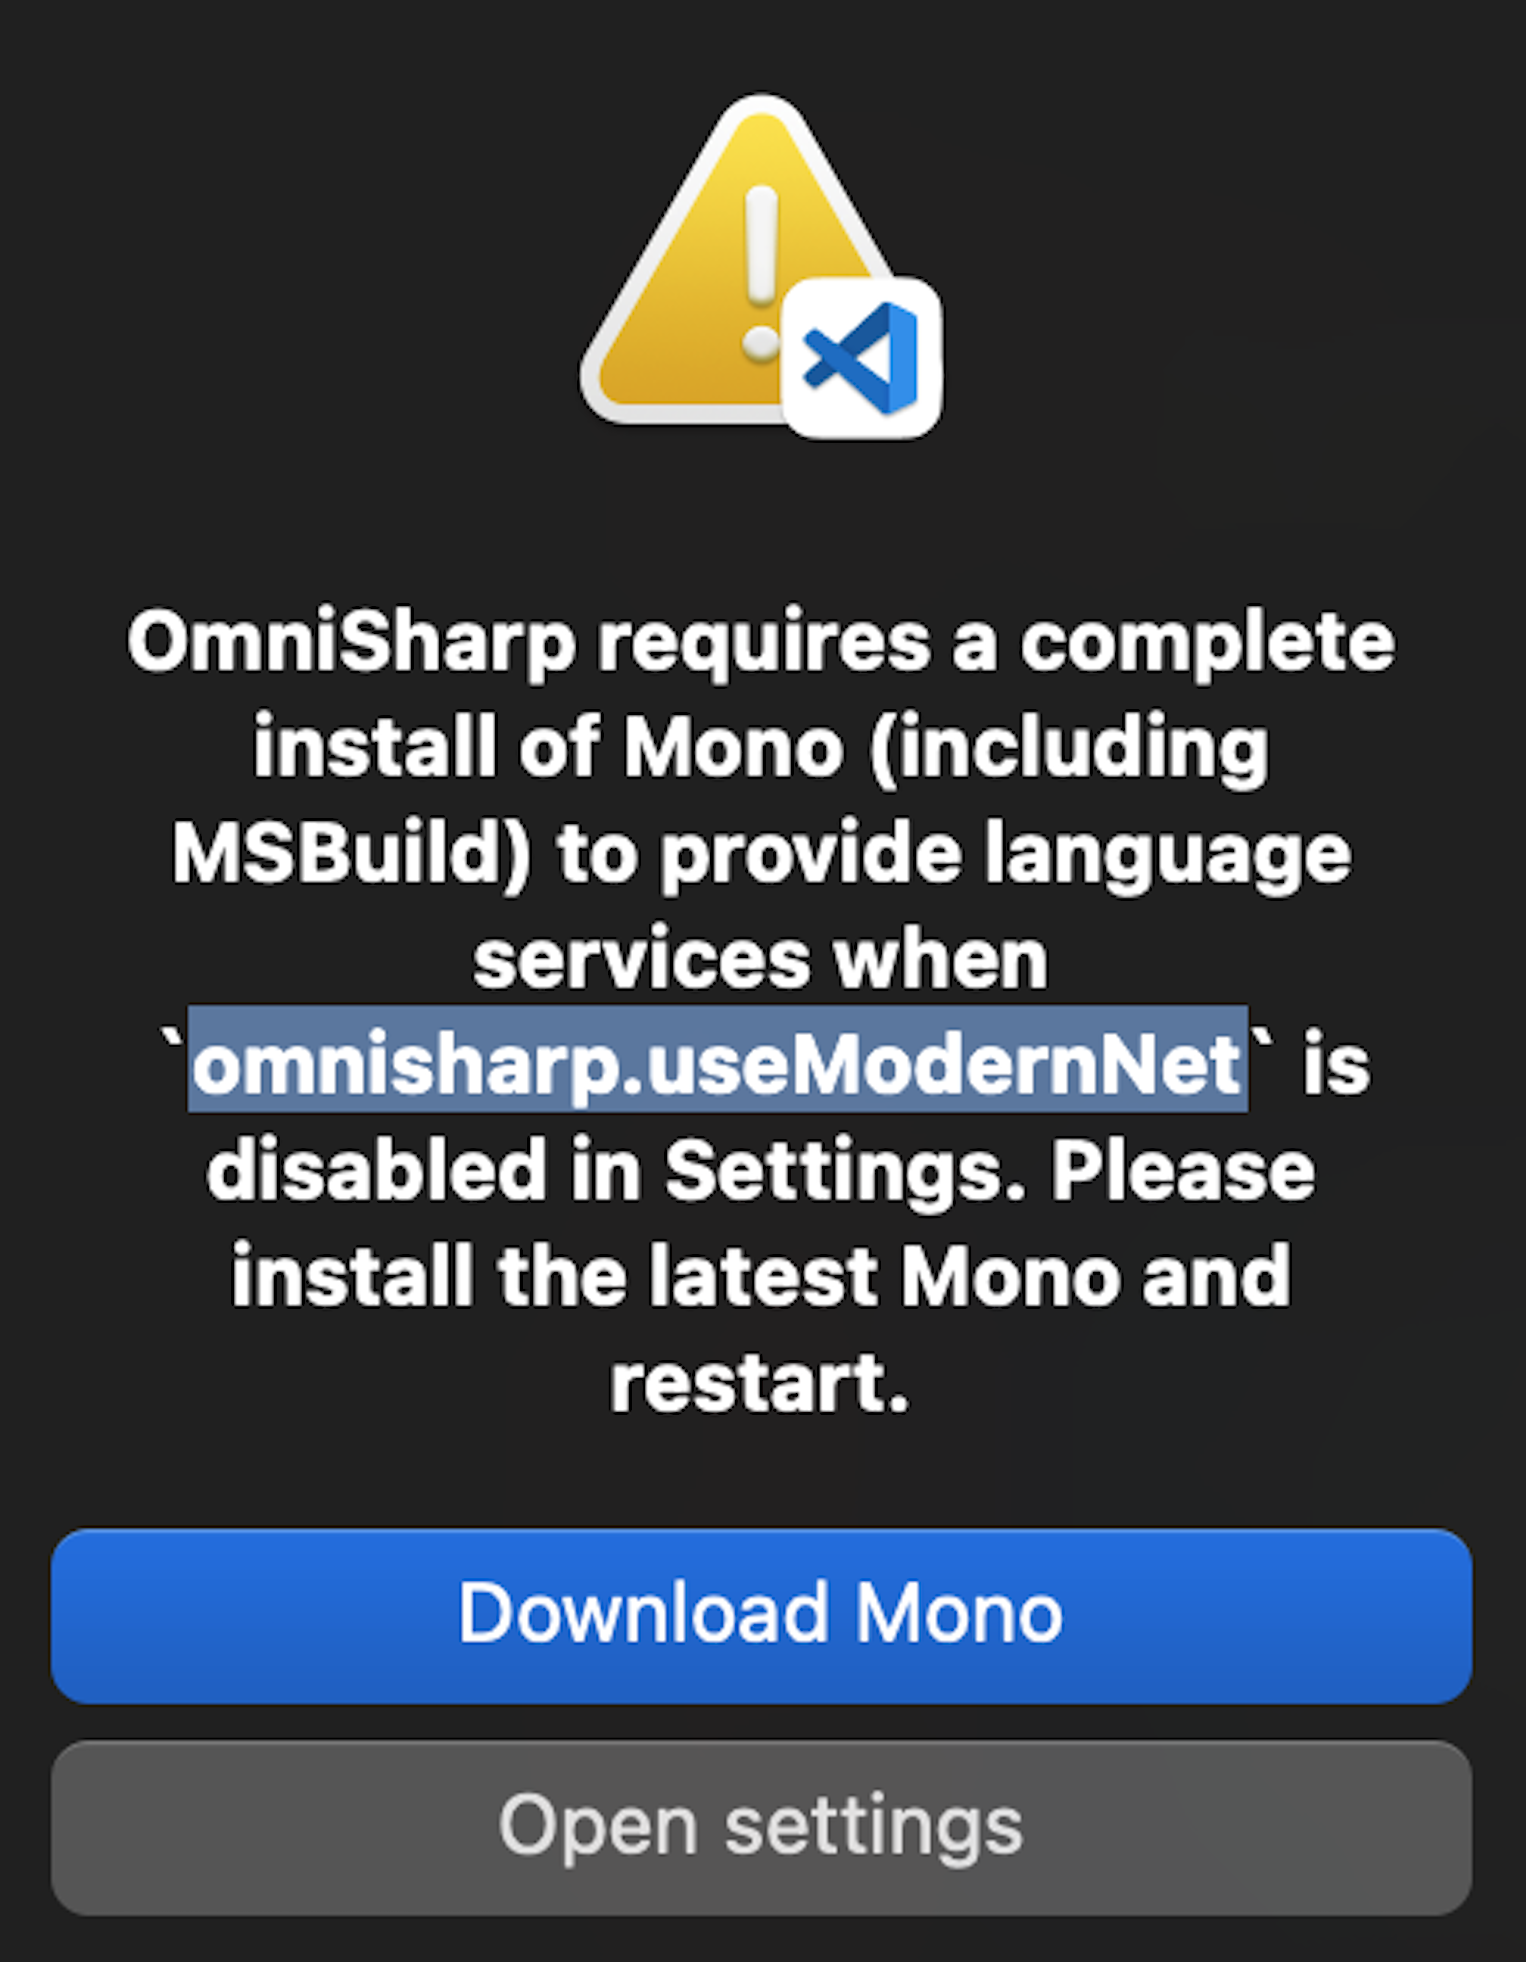 OmniSharp requires a complete
install of Mono (including
MSBuild) to provide language
services when
`omnisharp.useModernNet` is
disabled in Settings. Please
install the latest Mono and
restart.
Download Mono
Open settings